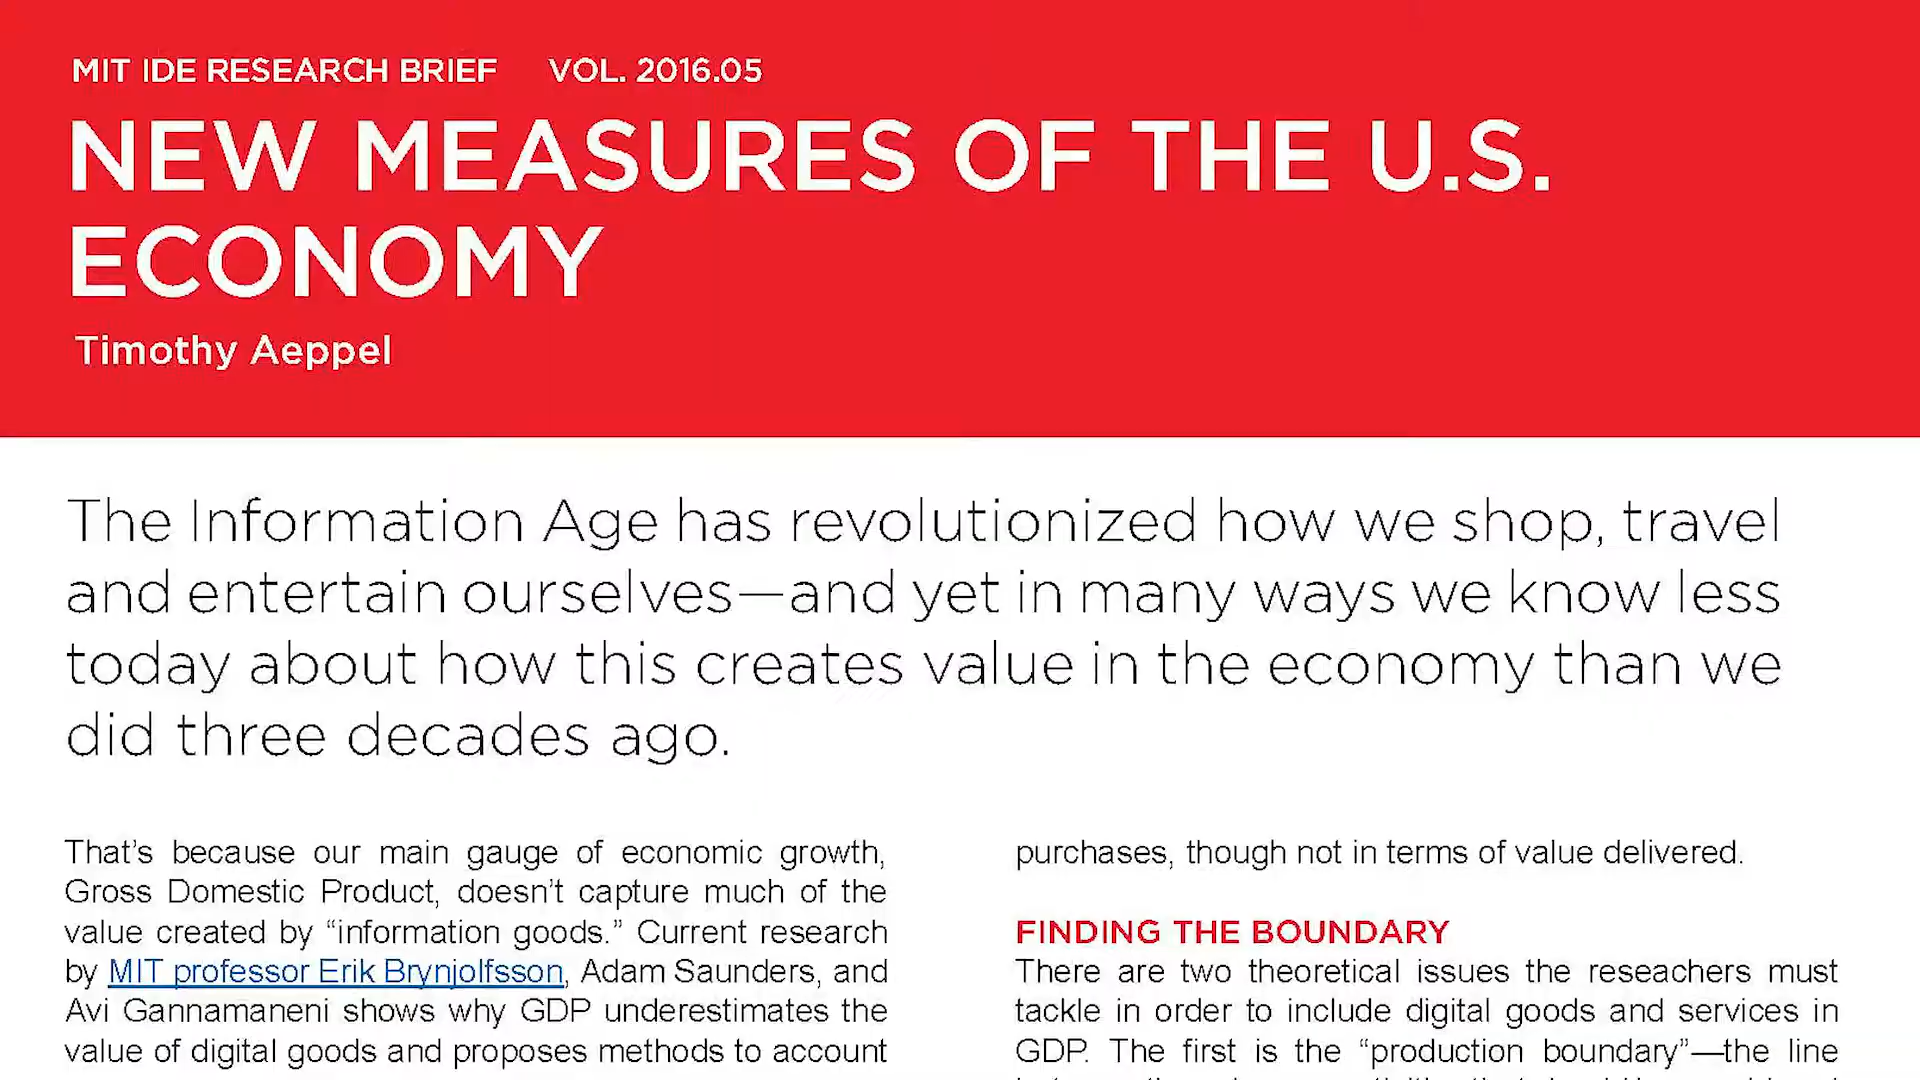 MIT IDE RESEARCH BRIEF VOL. 2016.05
NEW MEASURES OF THE U.S.
ECONOMY
Timothy Aeppel
The Information Age has revolutionized how we shop, travel
and entertain ourselves—and yet in many ways we know less
today about how this creates value in the economy than we
did three decades ago.
That’s because our main gauge of economic growth,
Gross Domestic Product, doesn’t capture much of the
value created by “information goods.” Current research
by MIT professor Erik Brynjolfsson, Adam Saunders, and
Avi Gannamaneni shows why GDP underestimates the
value of digital goods and proposes methods to account
purchases, though not in terms of value delivered.
FINDING THE BOUNDARY
There are two theoretical issues the reseachers must
tackle in order to include digital goods and services in
GDP. The first is the “production boundary”—the line